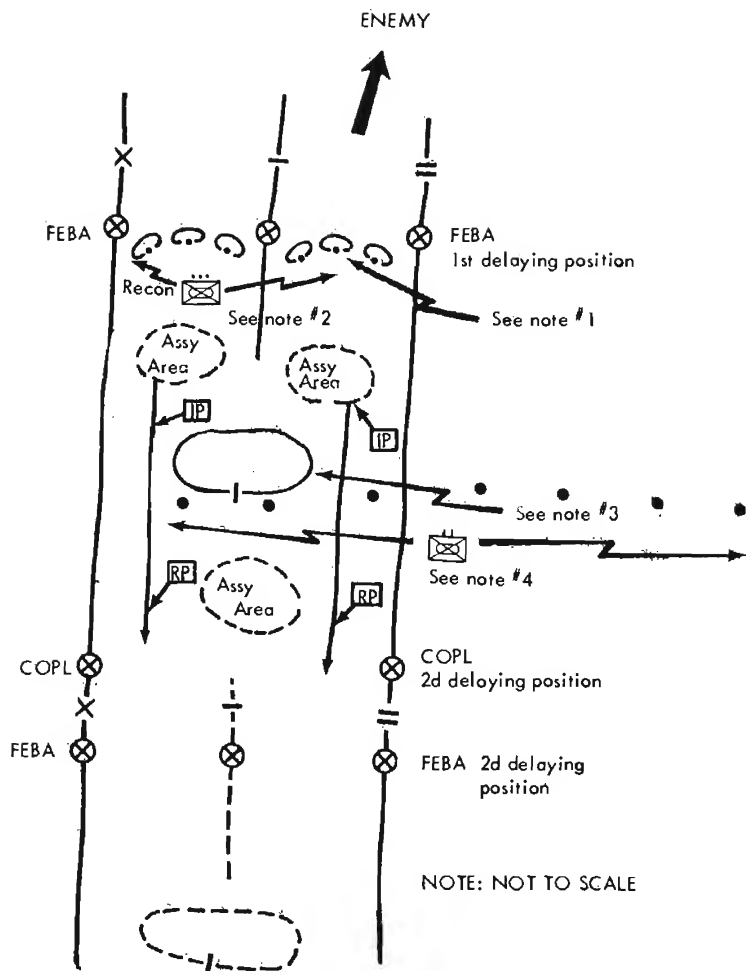 ENEMY
FEBA
FEBA
1st delaying position
Recon
See note #2
See note #1
Assy
Area
Assy
Area
IP
IP
See note #3
See note #4
RP
Assy
Area
RP
COPL
COPL
2d delaying position
FEBA
FEBA 2d delaying
position
NOTE: NOT TO SCALE